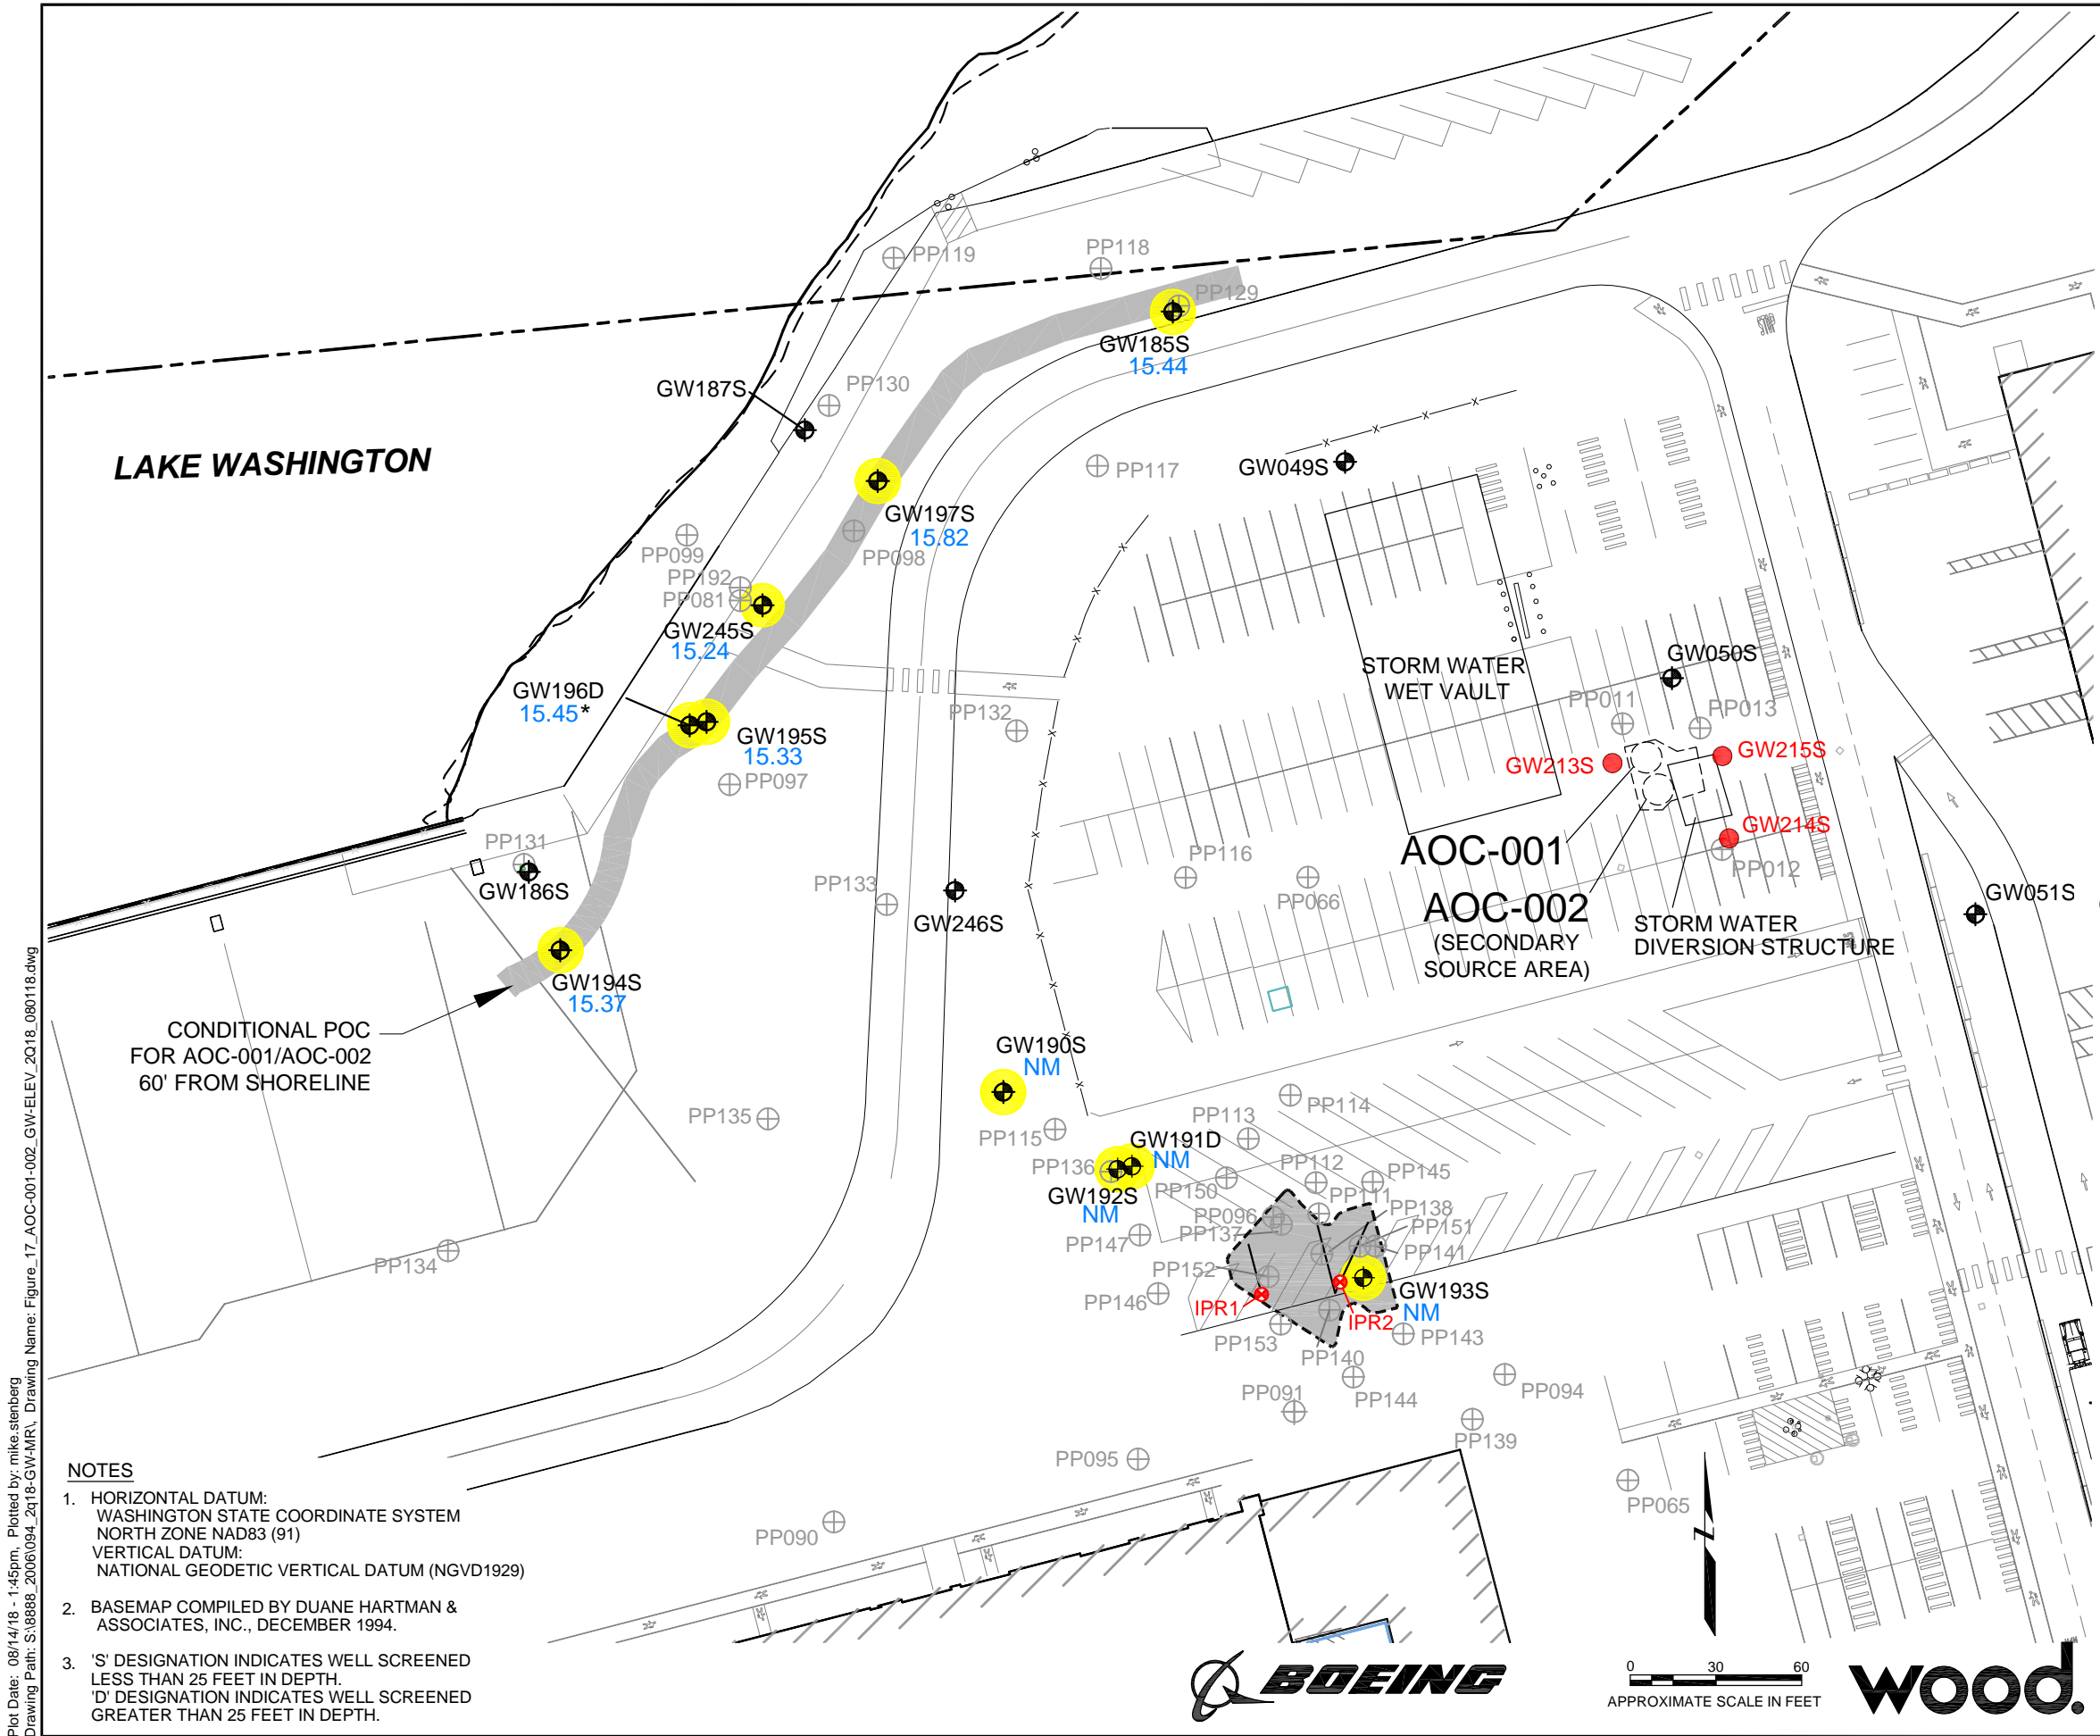 PP119
PP118
PP129
GW185S
15.44
GW187S
PP130
LAKE WASHINGTON
PP117
GW049S
GW197S
15.82
PP099
PP098
PP192
PP081
GW245S
15.24
STORM WATER
WET VAULT
GW050S
GW196D
15.45*
PP011
PP013
PP132
GW195S
15.33
GW215S
GW213S
PP097
GW214S
PP131
AOC-001
PP116
PP012
GW186S
PP133
PP066
AOC-002
GW051S
GW246S
(SECONDARY
SOURCE AREA)
STORM WATER
DIVERSION STRUCTURE
GW194S
15.37
CONDITIONAL POC
FOR AOC-001/AOC-002
60' FROM SHORELINE
GW190S
NM
PP114
PP135
PP113
PP115
GW191D
NM
PP136
PP112
PP145
GW192S
NM
PP150
PP111
PP138
PP096
PP151
PP137
PP147
PP141
PP134
PP152
GW193S
NM
PP146
IPR1
IPR2
PP143
PP153
PP140
PP091
PP144
PP094
PP139
PP095
PP065
PP090
NOTES
1. HORIZONTAL DATUM:
WASHINGTON STATE COORDINATE SYSTEM
NORTH ZONE NAD83 (91)
VERTICAL DATUM:
NATIONAL GEODETIC VERTICAL DATUM (NGVD1929)
2. BASEMAP COMPILED BY DUANE HARTMAN &
ASSOCIATES, INC., DECEMBER 1994.
3. 'S' DESIGNATION INDICATES WELL SCREENED
LESS THAN 25 FEET IN DEPTH.
'D' DESIGNATION INDICATES WELL SCREENED
GREATER THAN 25 FEET IN DEPTH.
BOEING
N
0 30 60
APPROXIMATE SCALE IN FEET
wood.
Plot Date: 08/14/18 - 1:45pm, Plotted by: mike.stenberg
Drawing Path: S:\8888_2006\094_2q18-GW-MR\, Drawing Name: Figure_17_AOC-001-002_GW-ELEV_2Q18_080118.dwg